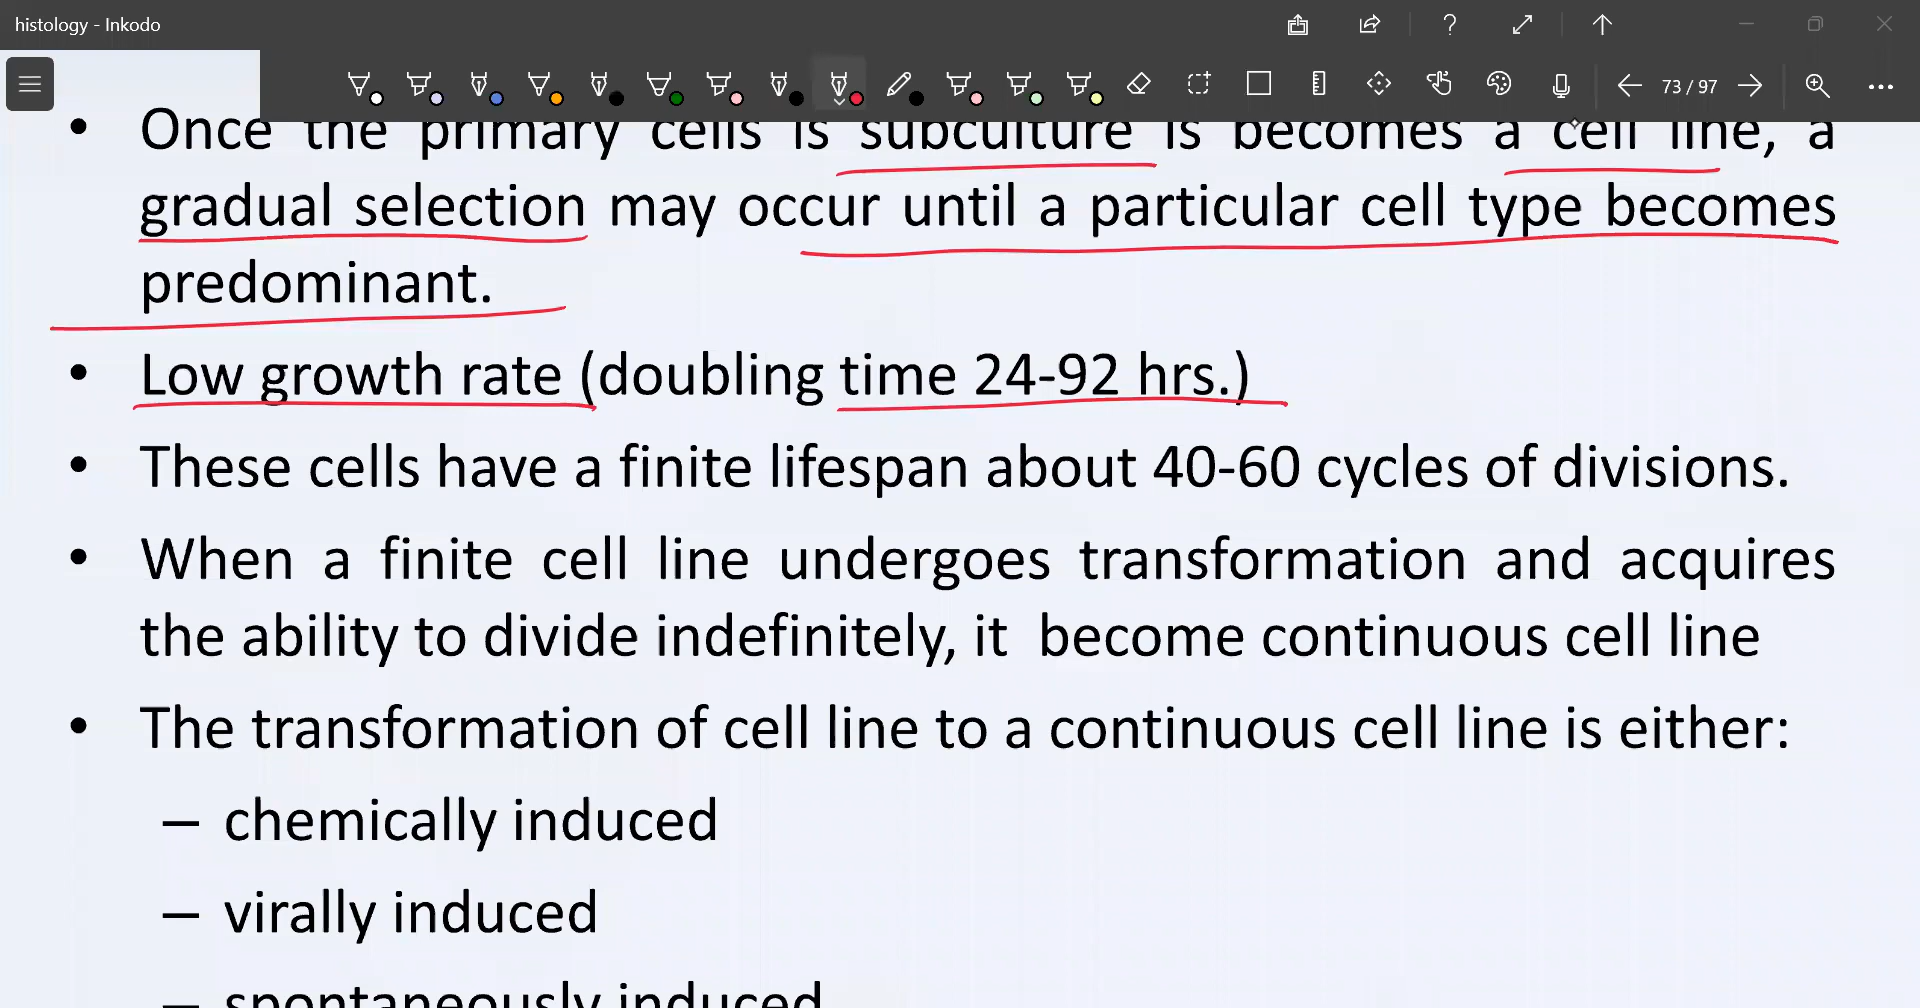 histology - Inkodo
73 / 97
• Once the primary cells is subculture is becomes a cell line, a
gradual selection may occur until a particular cell type becomes
predominant.
• Low growth rate (doubling time 24-92 hrs.)
• These cells have a finite lifespan about 40-60 cycles of divisions.
• When a finite cell line undergoes transformation and acquires
the ability to divide indefinitely, it become continuous cell line
• The transformation of cell line to a continuous cell line is either:
– chemically induced
– virally induced
– spontaneously induced